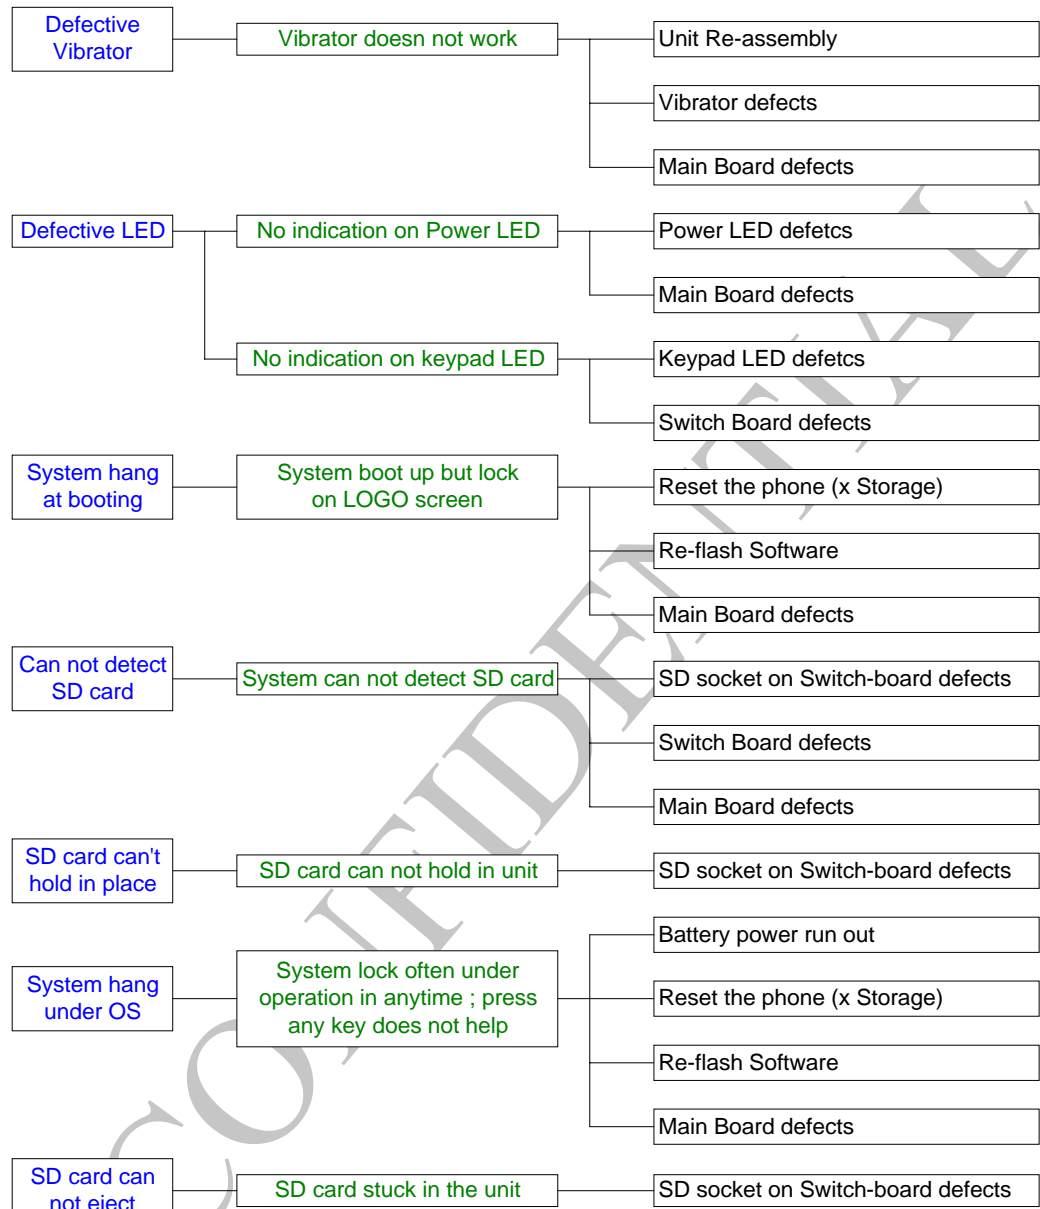 Defective
Vibrator
Vibrator doesn not work
Unit Re-assembly
Vibrator defects
Main Board defects
Defective LED
No indication on Power LED
Power LED defetcs
Main Board defects
No indication on keypad LED
Keypad LED defetcs
Switch Board defects
System hang
at booting
System boot up but lock
on LOGO screen
Reset the phone (x Storage)
Re-flash Software
Main Board defects
Can not detect
SD card
System can not detect SD card
SD socket on Switch-board defects
Switch Board defects
Main Board defects
SD card can't
hold in place
SD card can not hold in unit
SD socket on Switch-board defects
System hang
under OS
System lock often under
operation in anytime ; press
any key does not help
Battery power run out
Reset the phone (x Storage)
Re-flash Software
Main Board defects
SD card can
not eject
SD card stuck in the unit
SD socket on Switch-board defects
CONFIDENTIAL